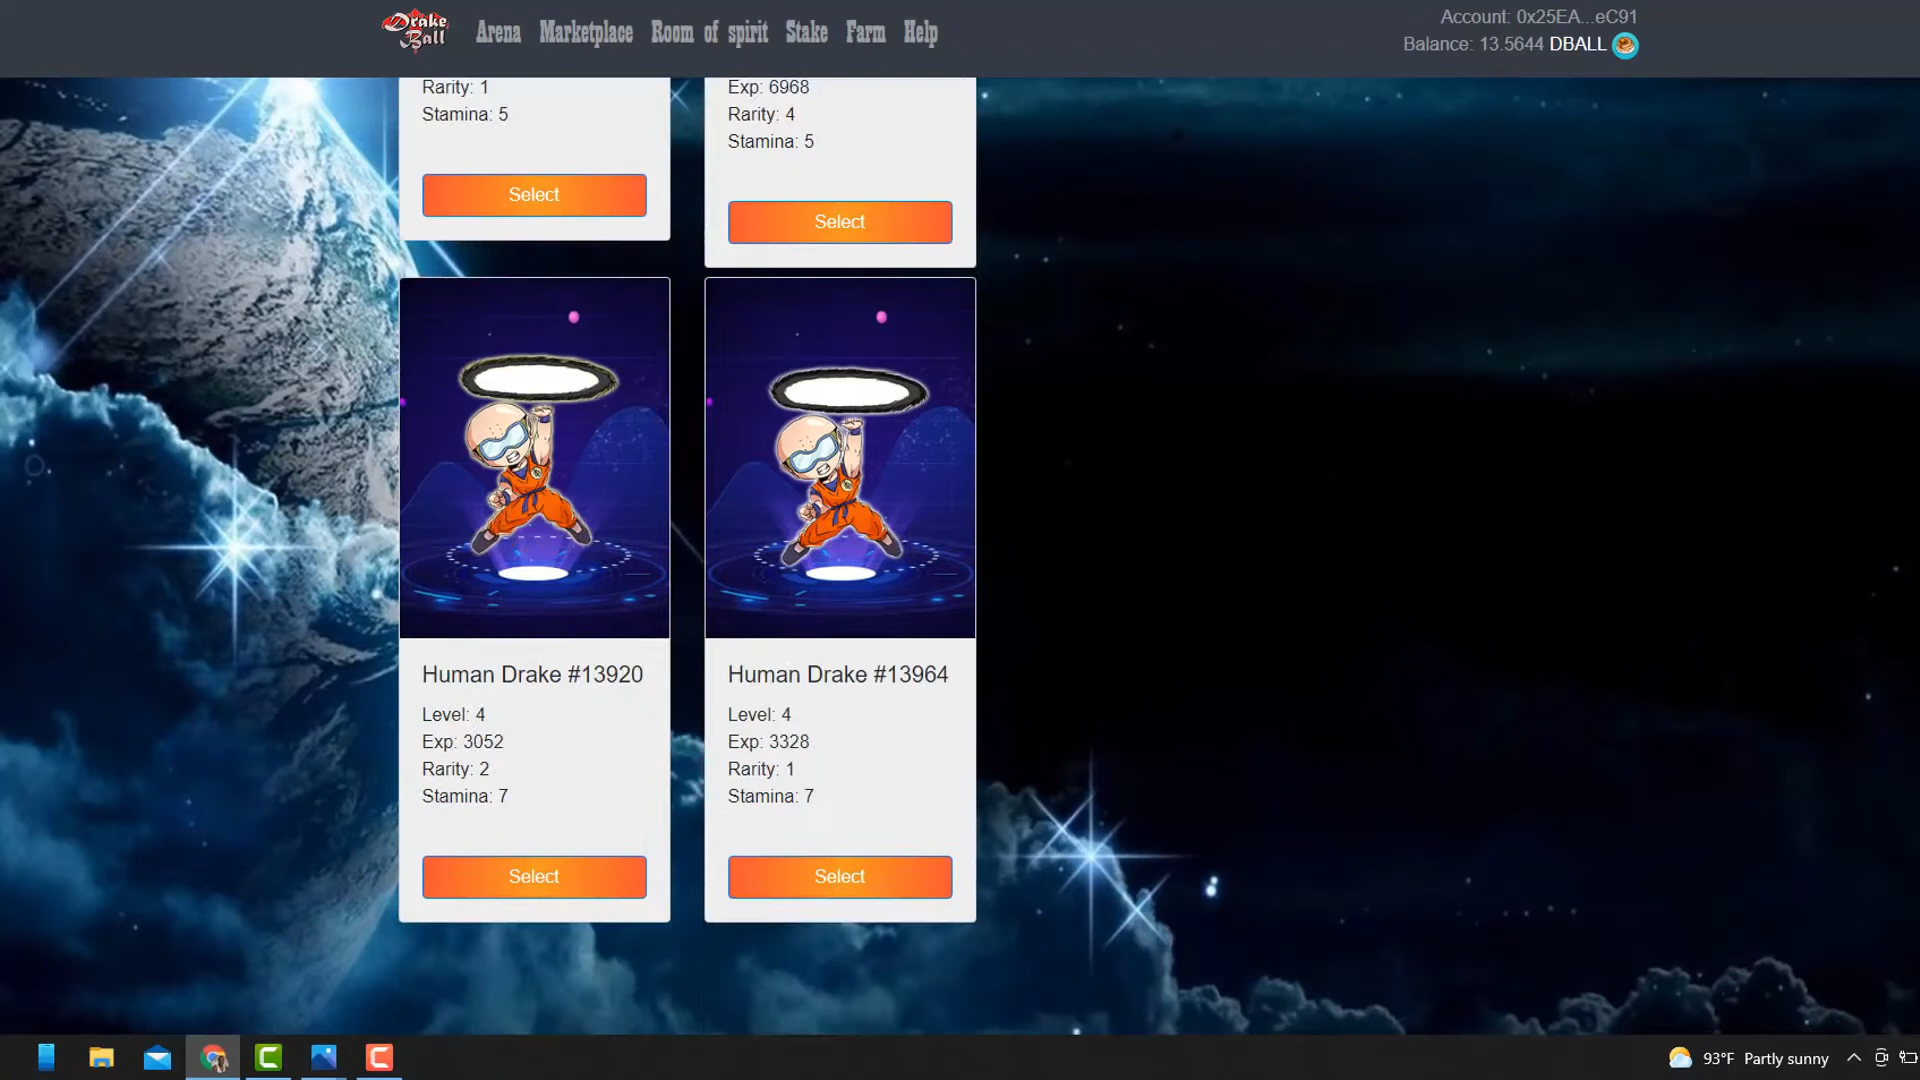 Drake
Ball
Arena Marketplace Room of spirit Stake Farm Help
Account: 0x25EA...eC91
Balance: 13.5644 DBALL
Rarity: 1
Stamina: 5
Select
Exp: 6968
Rarity: 4
Stamina: 5
Select
Human Drake #13920
Level: 4
Exp: 3052
Rarity: 2
Stamina: 7
Select
Human Drake #13964
Level: 4
Exp: 3328
Rarity: 1
Stamina: 7
Select
93°F Partly sunny